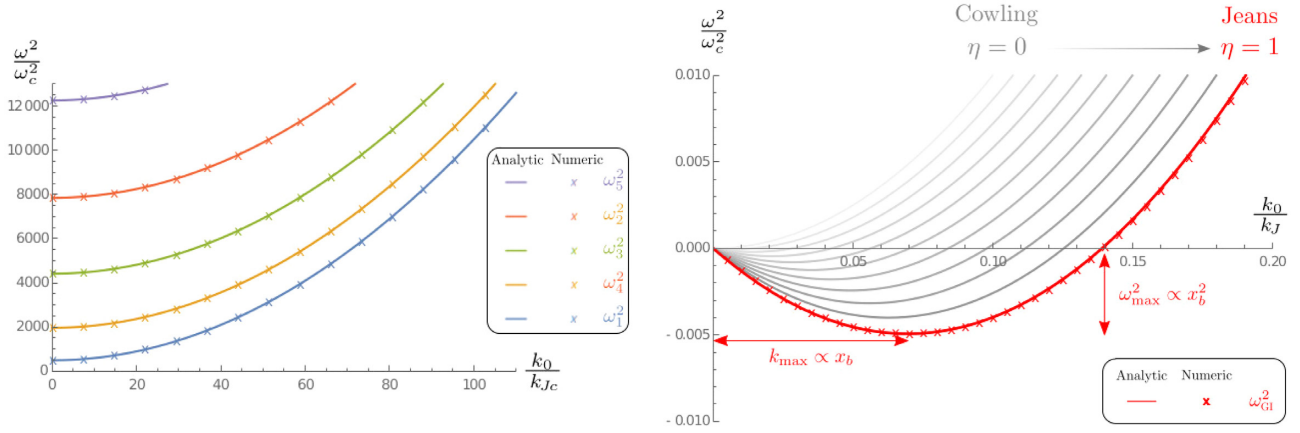 ω²/ω_c²
12000
10000
8000
6000
4000
2000
0
0 20 40 60 80 100
k₀/k_{Jc}
Analytic Numeric
x ω₅²
x ω₂²
x ω₃²
x ω₄²
x ω₁²
ω²/ω_c²
Cowling Jeans
η = 0 η = 1
0.010
0.005
0.000
-0.005
-0.010
0.05 0.10 0.15 0.20
k₀/k_J
ω²_max ∝ x_b²
k_max ∝ x_b
Analytic Numeric
x ω²_GI